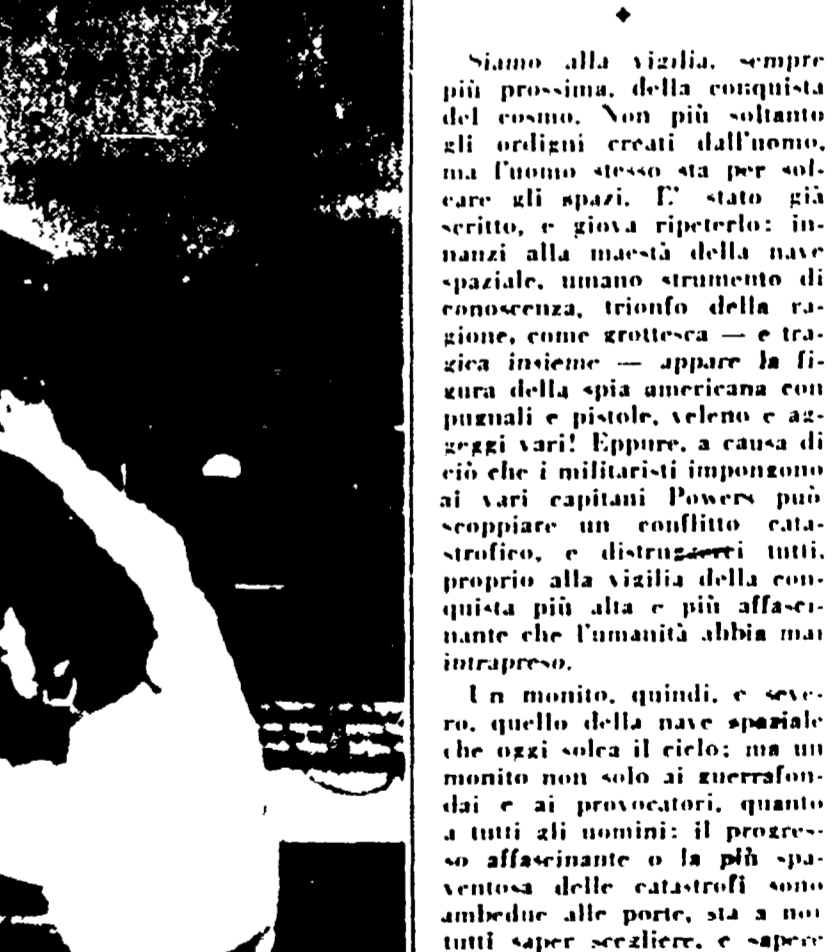 Siamo alla vigilia, sempre
più prossima, della conquista
del cosmo. Non più soltanto
gli ordigni creati dall'uomo,
ma l'uomo stesso sta per sol-
care gli spazi. E' stato già
scritto, e giova ripeterlo: in-
nanzi alla maestà della nave
spaziale, umano strumento di
conoscenza, trionfo della ra-
gione, come grottesca — e tra-
gica insieme — appare la fi-
gura della spia americana con
pugnali e pistole, veleno e ag-
geggi vari! Eppure, a causa di
ciò che i militaristi impongono
ai vari capitani Powers può
scoppiare un conflitto cata-
strofico, e distruggerci tutti,
proprio alla vigilia della con-
quista più alta e più affasci-
nante che l'umanità abbia mai
intrapreso.
Un monito, quindi, e seve-
ro, quello della nave spaziale
che oggi solca il cielo; ma un
monito non solo ai guerrafon-
dai e ai provocatori, quanto
a tutti gli uomini: il progres-
so affascinante o la più spa-
ventosa delle catastrofi sono
ambedue alle porte, sta a noi
tutti saper scegliere, e sapere